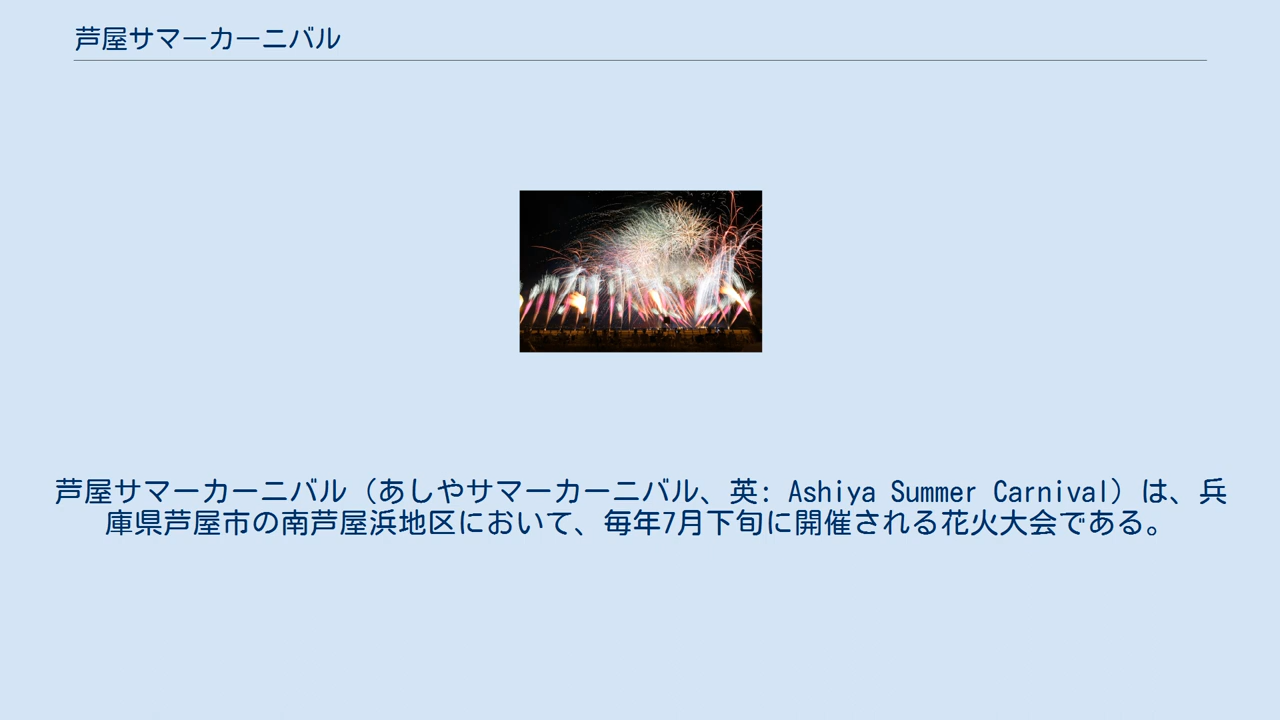 芦屋サマーカーニバル
芦屋サマーカーニバル（あしやサマーカーニバル、英: Ashiya Summer Carnival）は、兵
庫県芦屋市の南芦屋浜地区において、毎年7月下旬に開催される花火大会である。